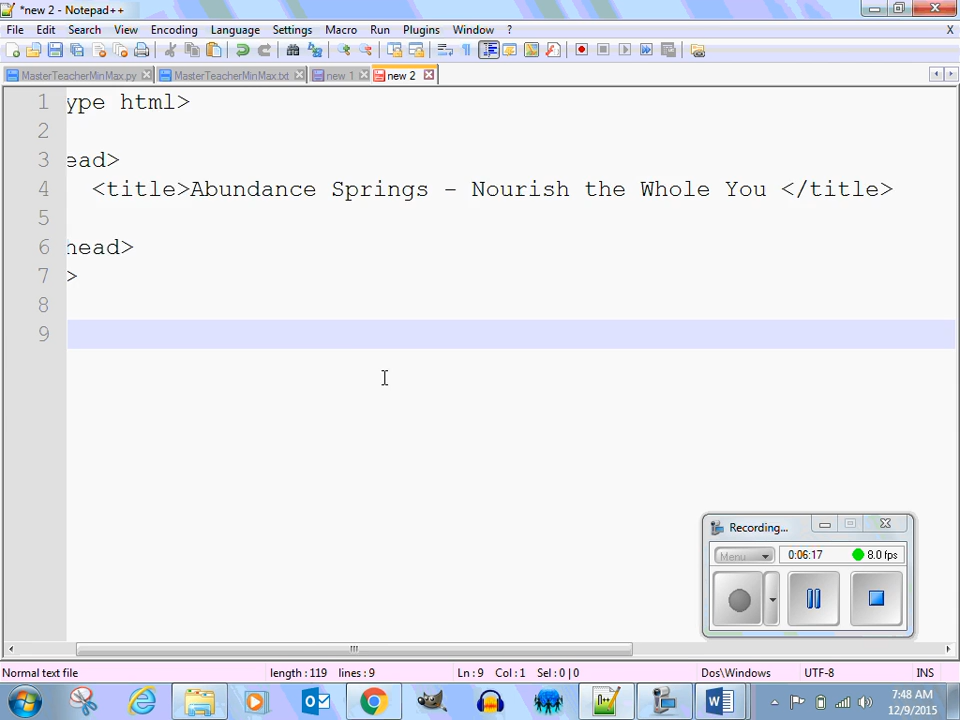 *new 2 - Notepad++
File Edit Search View Encoding Language Settings Macro Run Plugins Window ? X
MasterTeacherMinMax.py MasterTeacherMinMax.txt new 1 new 2
1 ype html>
2
3 ead>
4 <title>Abundance Springs - Nourish the Whole You </title>
5
6 head>
7 >
8
9
Recording...
Menu 0:06:17 8.0 fps
Normal text file length : 119 lines : 9 Ln : 9 Col : 1 Sel : 0 | 0 Dos\Windows UTF-8 INS
7:48 AM
12/9/2015